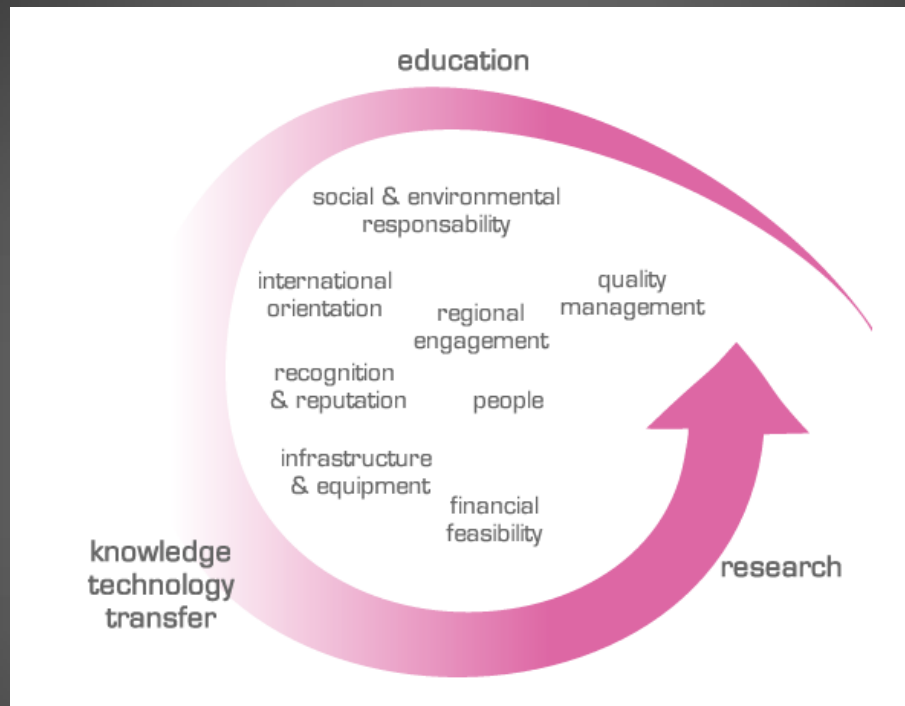 education
social & environmental
responsability
international
orientation
quality
management
regional
engagement
recognition
& reputation
people
infrastructure
& equipment
financial
feasibility
knowledge
technology
transfer
research